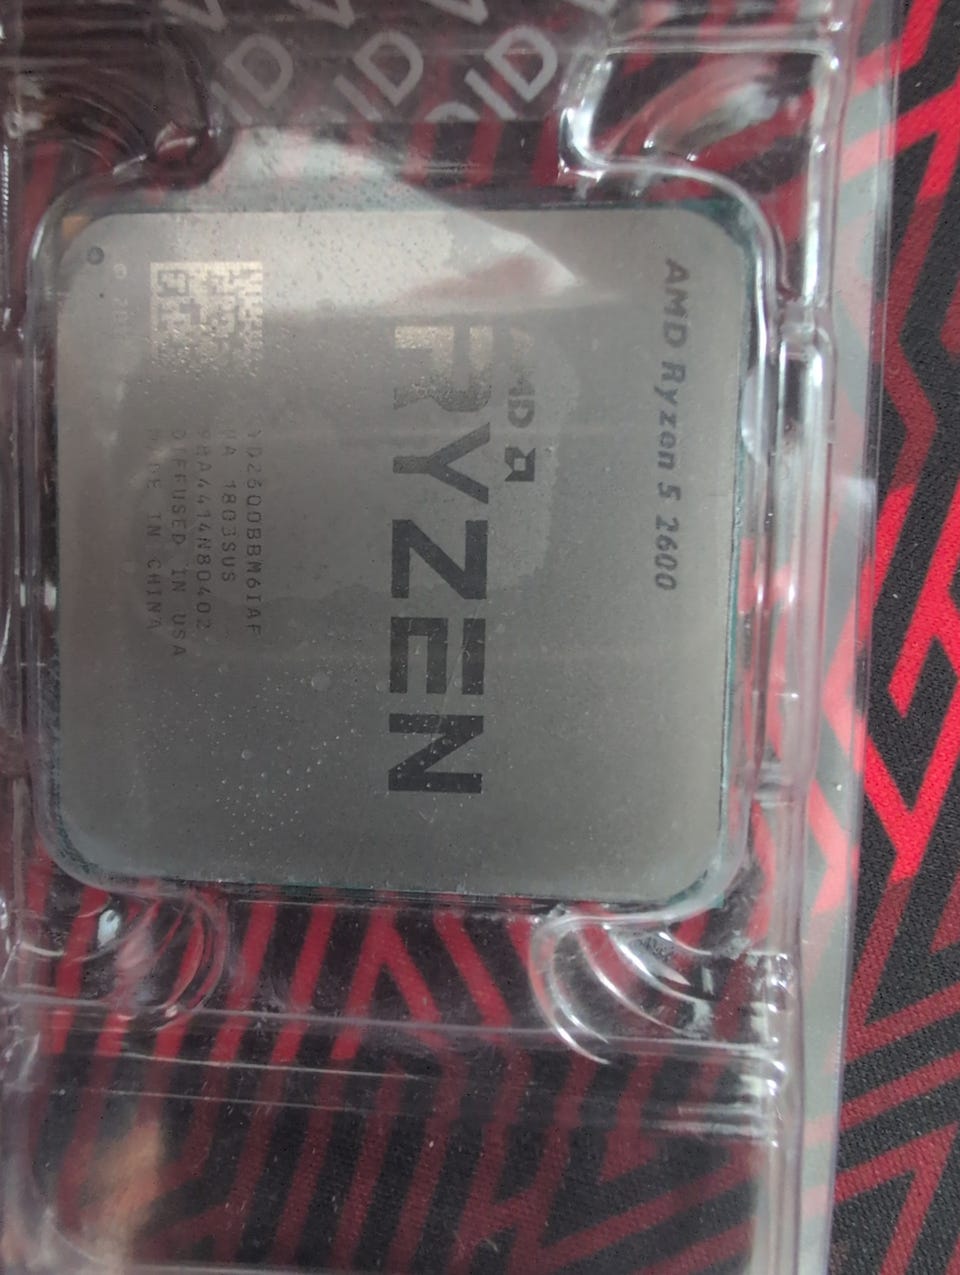 AMD Ryzen 5 2600
AMD
RYZEN
YD2600BBM6IAF
UA 1803SUS
9HA4414N80402
DIFFUSED IN USA
MADE IN CHINA